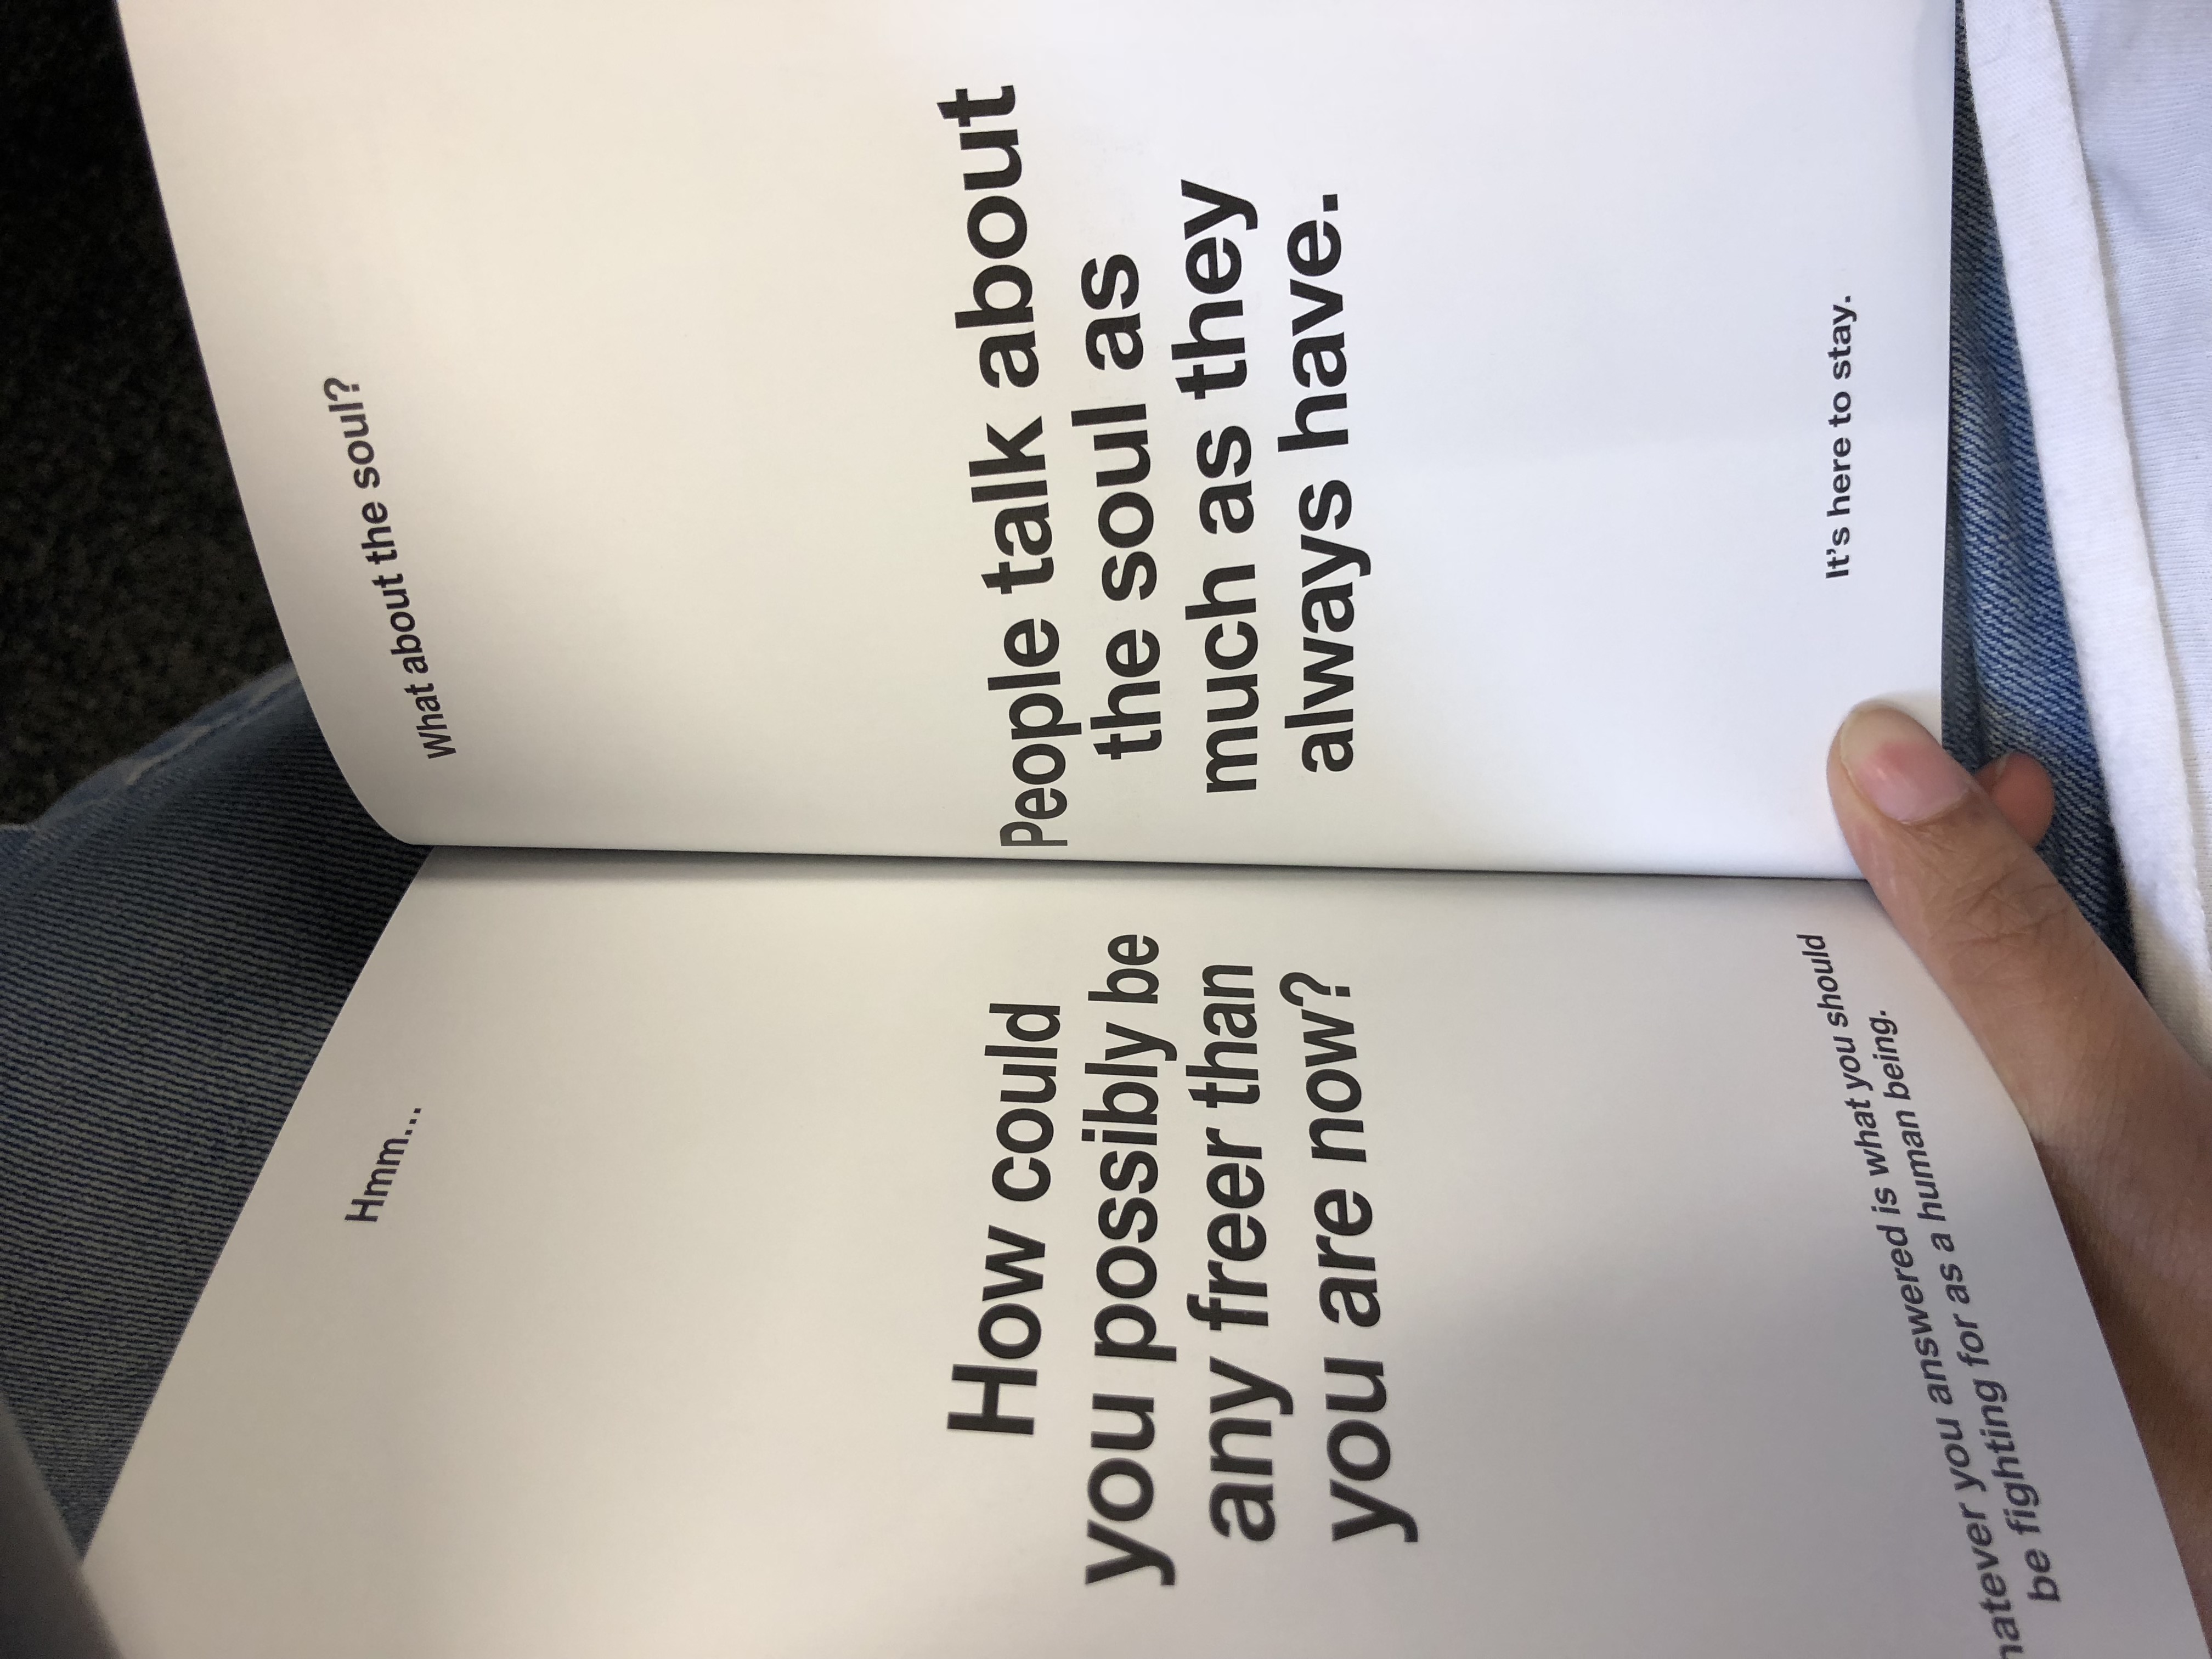 Hmm...
How could
you possibly be
any freer than
you are now?
hatever you answered is what you should
be fighting for as a human being.
What about the soul?
People talk about
the soul as
much as they
always have.
It's here to stay.